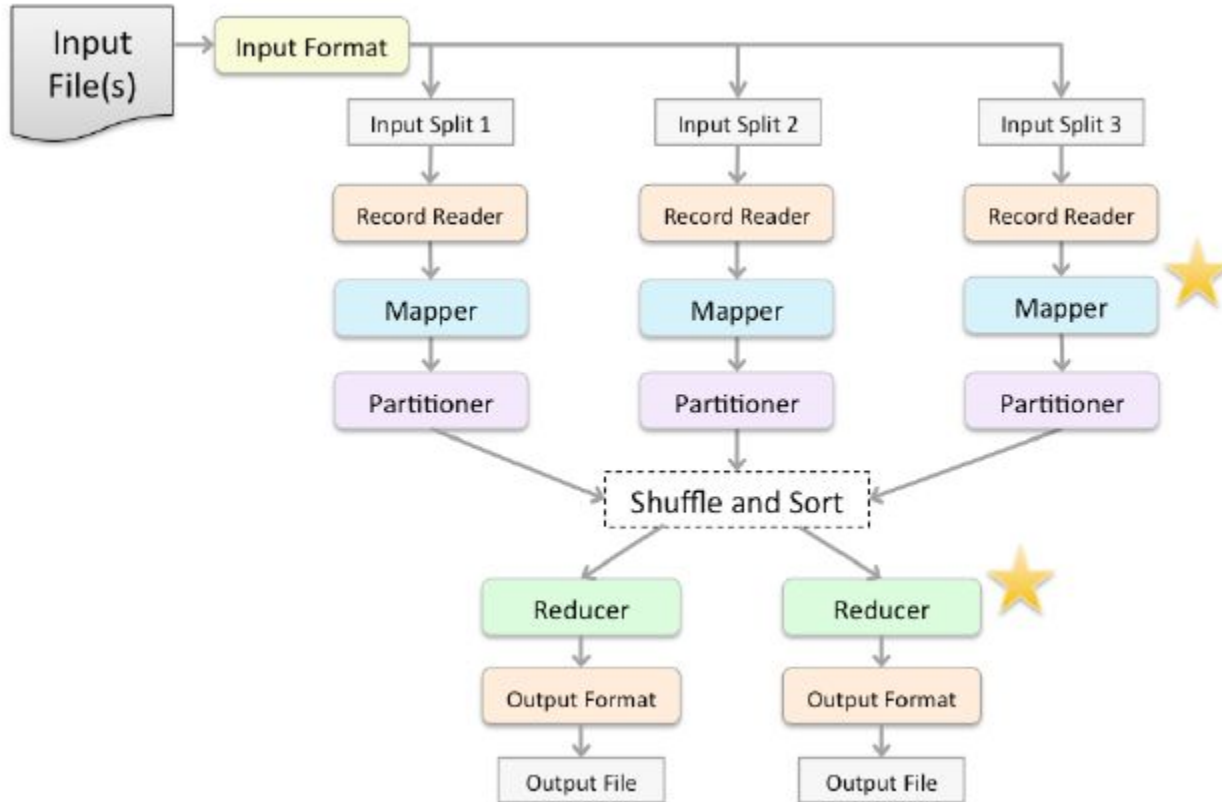 Input
File(s)
Input Format
Input Split 1
Input Split 2
Input Split 3
Record Reader
Record Reader
Record Reader
Mapper
Mapper
Mapper
Partitioner
Partitioner
Partitioner
Shuffle and Sort
Reducer
Reducer
Output Format
Output Format
Output File
Output File